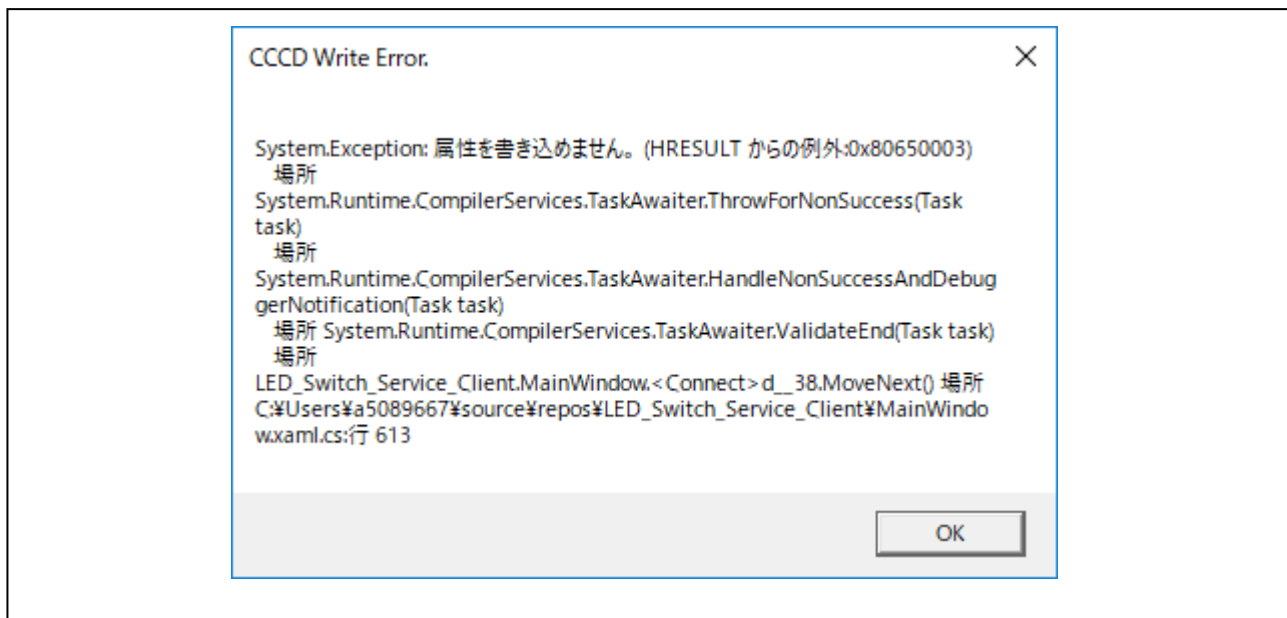 CCCD Write Error.
System.Exception: 属性を書き込めません。(HRESULT からの例外:0x80650003)
場所
System.Runtime.CompilerServices.TaskAwaiter.ThrowForNonSuccess(Task
task)
場所
System.Runtime.CompilerServices.TaskAwaiter.HandleNonSuccessAndDebug
gerNotification(Task task)
場所 System.Runtime.CompilerServices.TaskAwaiter.ValidateEnd(Task task)
場所
LED_Switch_Service_Client.MainWindow.<Connect>d__38.MoveNext() 場所
C:¥Users¥a5089667¥source¥repos¥LED_Switch_Service_Client¥MainWindo
w.xaml.cs:行 613
OK